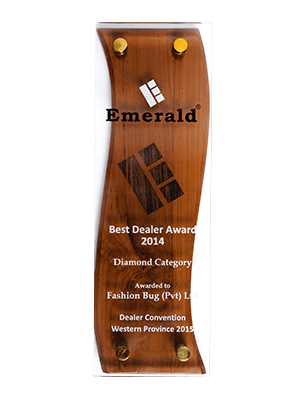 Emerald®
Best Dealer Award
2014
Diamond Category
Awarded to
Fashion Bug (Pvt) Ltd
Dealer Convention
Western Province 2015